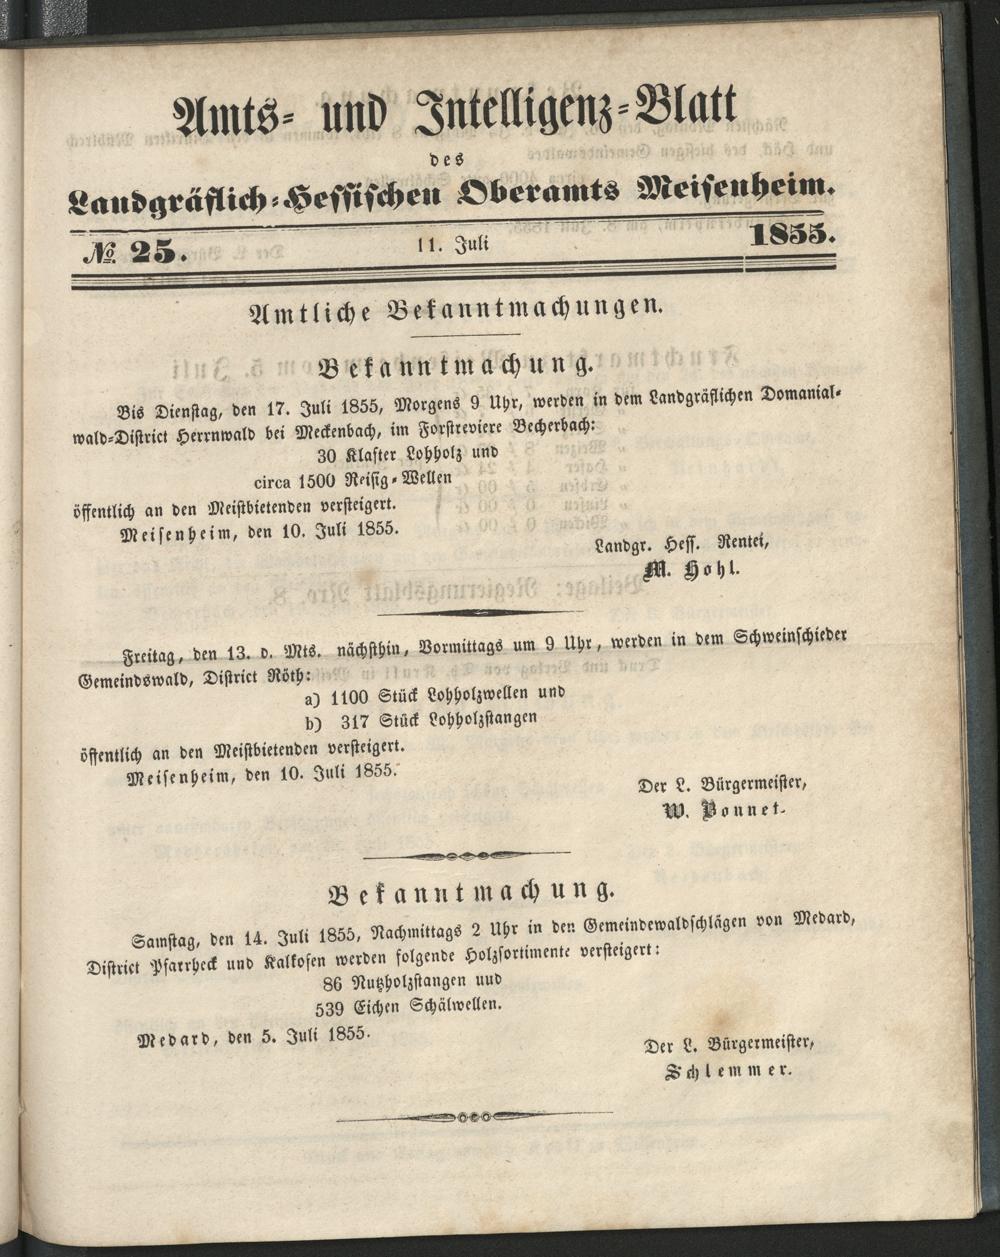 Amts- und Intelligenz-Blatt
des
Landgräflich-Hessischen Oberamts Meisenheim.
№ 25. 11. Juli 1855.
Amtliche Bekanntmachungen.
Bekanntmachung.
Bis Dienstag, den 17. Juli 1855, Morgens 9 Uhr, werden in dem Landgräflichen Domanial-
wald-District Herrnwald bei Meckenbach, im Forstreviere Becherbach:
30 Klafter Lohholz und
circa 1500 Reisig-Wellen
öffentlich an den Meistbietenden versteigert.
Meisenheim, den 10. Juli 1855.
Landgr. Hess. Rentei,
M. Hohl.
Freitag, den 13. d. Mts. nächsthin, Vormittags um 9 Uhr, werden in dem Schweinschieder
Gemeindswald, District Röth:
a) 1100 Stück Lohholzwellen und
b) 317 Stück Lohholzstangen
öffentlich an den Meistbietenden versteigert.
Meisenheim, den 10. Juli 1855.
Der L. Bürgermeister,
W. Bonnet.
Bekanntmachung.
Samstag, den 14. Juli 1855, Nachmittags 2 Uhr in den Gemeindewaldschlägen von Medard,
District Pfarrheck und Kalkofen werden folgende Holzsortimente versteigert:
86 Nutzholzstangen uud
539 Eichen Schälwellen.
Medard, den 5. Juli 1855.
Der L. Bürgermeister,
Schlemmer.